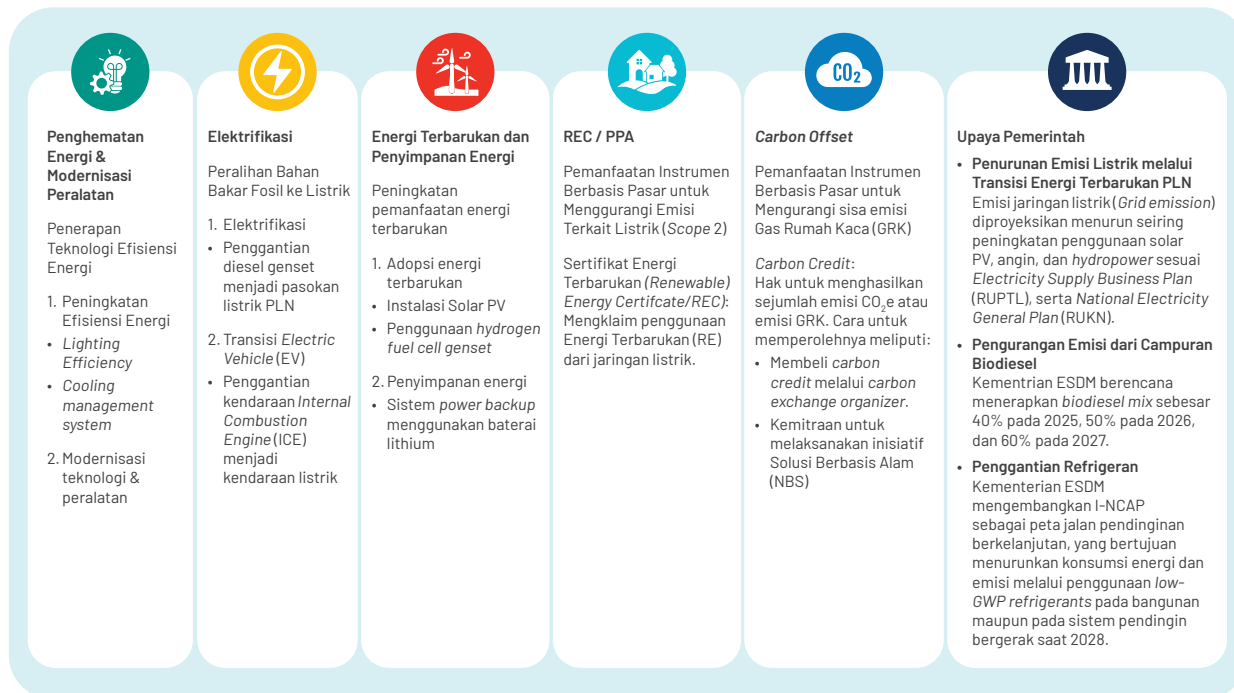 Penghematan
Energi &
Modernisasi
Peralatan
Penerapan
Teknologi Efisiensi
Energi
1. Peningkatan
Efisiensi Energi
• Lighting
Efficiency
• Cooling
management
system
2. Modernisasi
teknologi &
peralatan
Elektrifikasi
Peralihan Bahan
Bakar Fosil ke Listrik
1. Elektrifikasi
• Penggantian
diesel genset
menjadi pasokan
listrik PLN
2. Transisi Electric
Vehicle (EV)
• Penggantian
kendaraan Internal
Combustion
Engine (ICE)
menjadi
kendaraan listrik
Energi Terbarukan dan
Penyimpanan Energi
Peningkatan
pemanfaatan energi
terbarukan
1. Adopsi energi
terbarukan
• Instalasi Solar PV
• Penggunaan hydrogen
fuel cell genset
2. Penyimpanan energi
• Sistem power backup
menggunakan baterai
lithium
REC / PPA
Pemanfaatan Instrumen
Berbasis Pasar untuk
Menggurangi Emisi
Terkait Listrik (Scope 2)
Sertifikat Energi
Terbarukan (Renewable)
Energy Certifcate/REC):
Mengklaim penggunaan
Energi Terbarukan (RE)
dari jaringan listrik.
CO₂
Carbon Offset
Pemanfaatan Instrumen
Berbasis Pasar untuk
Mengurangi sisa emisi
Gas Rumah Kaca (GRK)
Carbon Credit:
Hak untuk menghasilkan
sejumlah emisi CO₂e atau
emisi GRK. Cara untuk
memperolehnya meliputi:
• Membeli carbon
credit melalui carbon
exchange organizer.
• Kemitraan untuk
melaksanakan inisiatif
Solusi Berbasis Alam
(NBS)
Upaya Pemerintah
• Penurunan Emisi Listrik melalui
Transisi Energi Terbarukan PLN
Emisi jaringan listrik (Grid emission)
diproyeksikan menurun seiring
peningkatan penggunaan solar
PV, angin, dan hydropower sesuai
Electricity Supply Business Plan
(RUPTL), serta National Electricity
General Plan (RUKN).
• Pengurangan Emisi dari Campuran
Biodiesel
Kementrian ESDM berencana
menerapkan biodiesel mix sebesar
40% pada 2025, 50% pada 2026,
dan 60% pada 2027.
• Penggantian Refrigeran
Kementerian ESDM
mengembangkan I-NCAP
sebagai peta jalan pendinginan
berkelanjutan, yang bertujuan
menurunkan konsumsi energi dan
emisi melalui penggunaan low-
GWP refrigerants pada bangunan
maupun pada sistem pendingin
bergerak saat 2028.